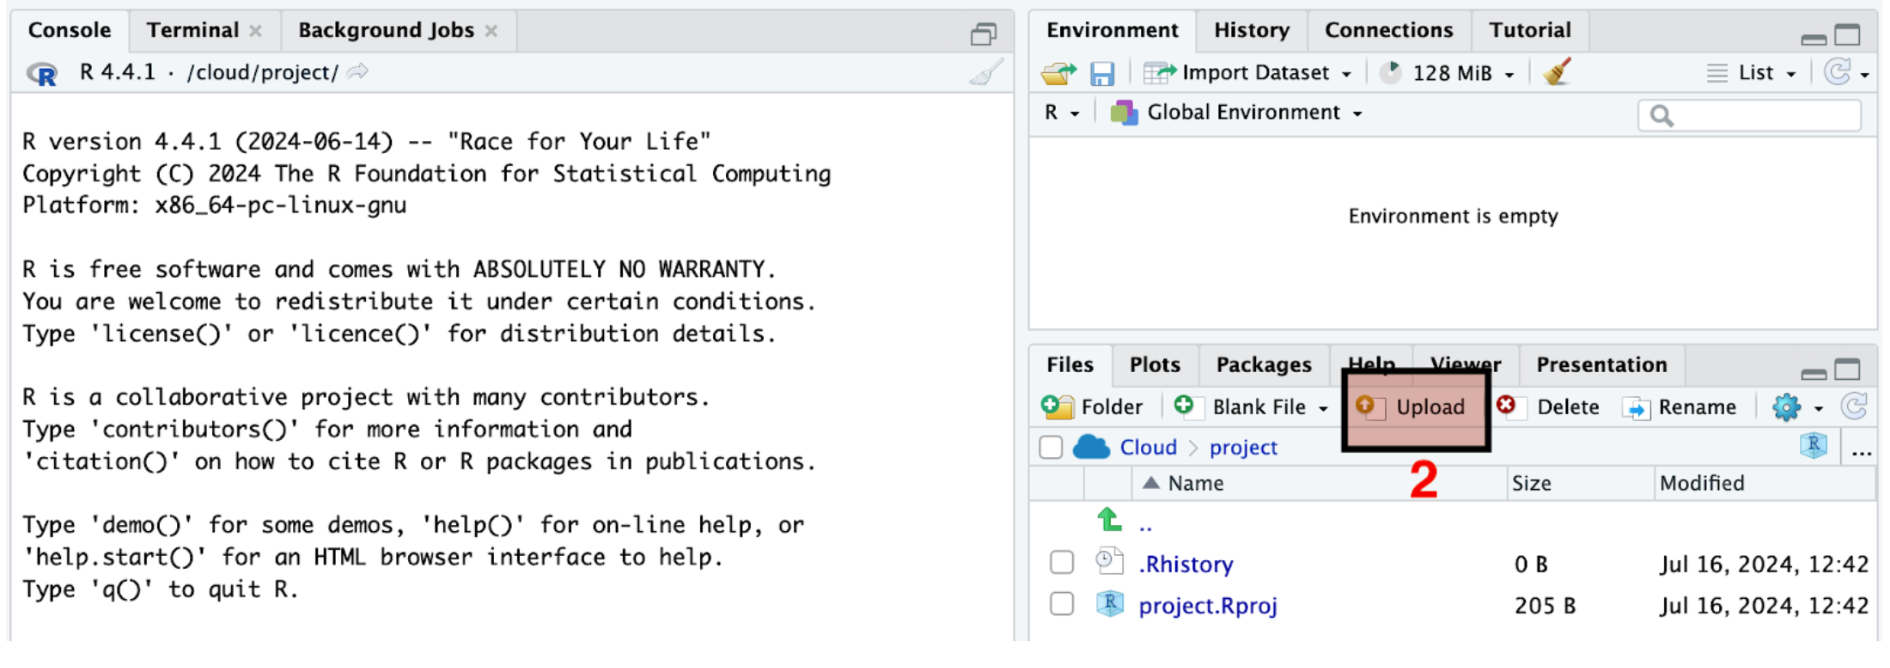 Console Terminal Background Jobs
R 4.4.1 · /cloud/project/
R version 4.4.1 (2024-06-14) -- "Race for Your Life"
Copyright (C) 2024 The R Foundation for Statistical Computing
Platform: x86_64-pc-linux-gnu
R is free software and comes with ABSOLUTELY NO WARRANTY.
You are welcome to redistribute it under certain conditions.
Type 'license()' or 'licence()' for distribution details.
R is a collaborative project with many contributors.
Type 'contributors()' for more information and
'citation()' on how to cite R or R packages in publications.
Type 'demo()' for some demos, 'help()' for on-line help, or
'help.start()' for an HTML browser interface to help.
Type 'q()' to quit R.
Environment History Connections Tutorial
Import Dataset 128 MiB List
R Global Environment
Environment is empty
Files Plots Packages Help Viewer Presentation
Folder Blank File Upload Delete Rename
Cloud > project ...
2
Name Size Modified
..
.Rhistory 0 B Jul 16, 2024, 12:42
project.Rproj 205 B Jul 16, 2024, 12:42